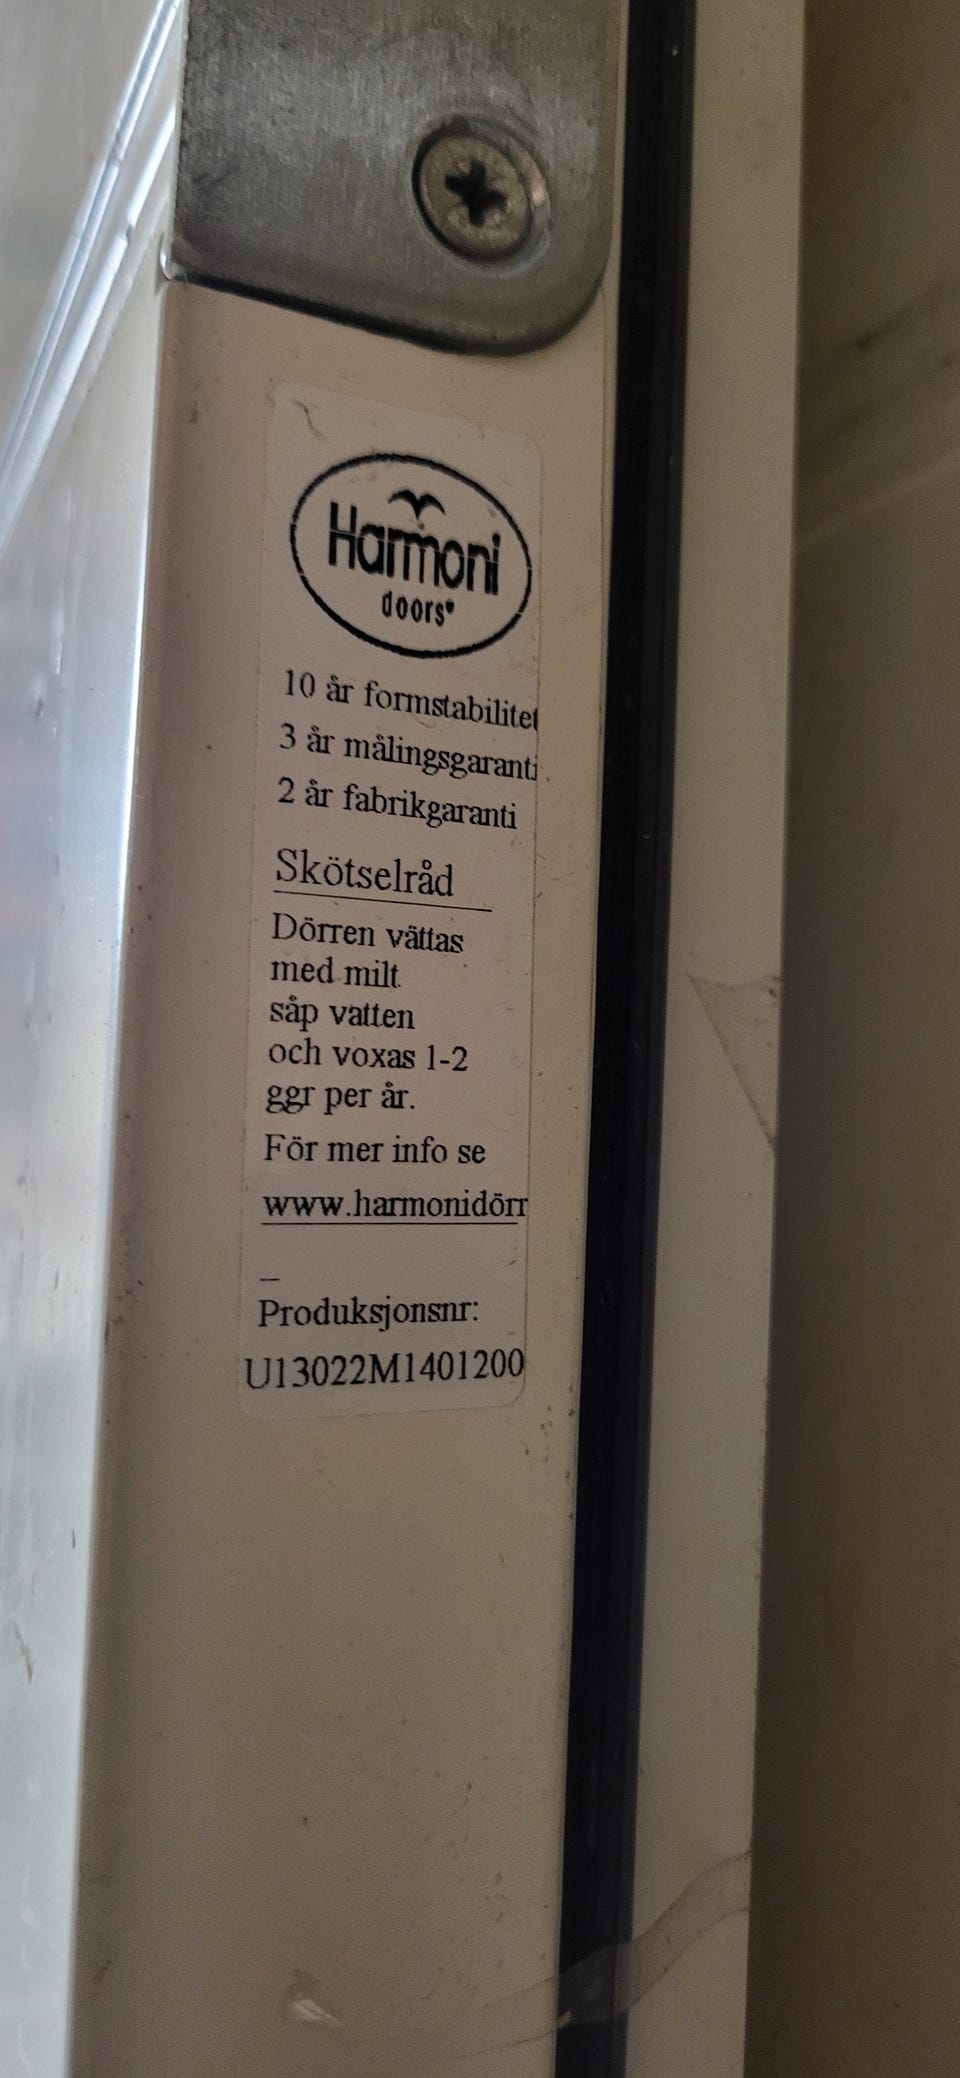 Harmoni
doors®
10 år formstabilitet
3 år målingsgaranti
2 år fabrikgaranti
Skötselråd
Dörren vättas
med milt
såp vatten
och voxas 1-2
ggr per år.
För mer info se
www.harmonidörr
Produksjonsnr:
U13022M1401200